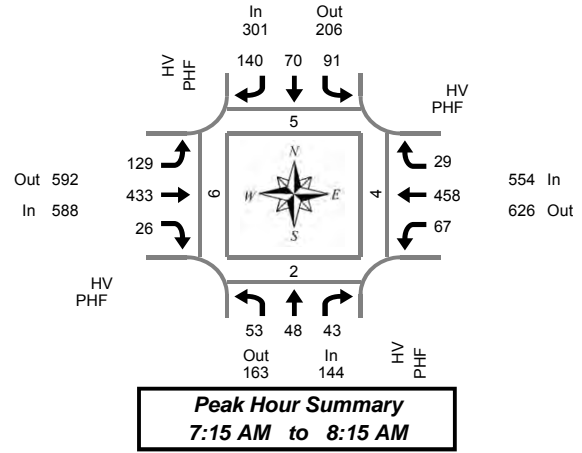 In Out
301 206
HV
PHF
140 70 91
HV
PHF
5
N
W E
S
129
433
26
Out 592
In 588
6
4
29
458
67
554 In
626 Out
2
HV
PHF
53 48 43
Out In
163 144
HV
PHF
Peak Hour Summary
7:15 AM to 8:15 AM